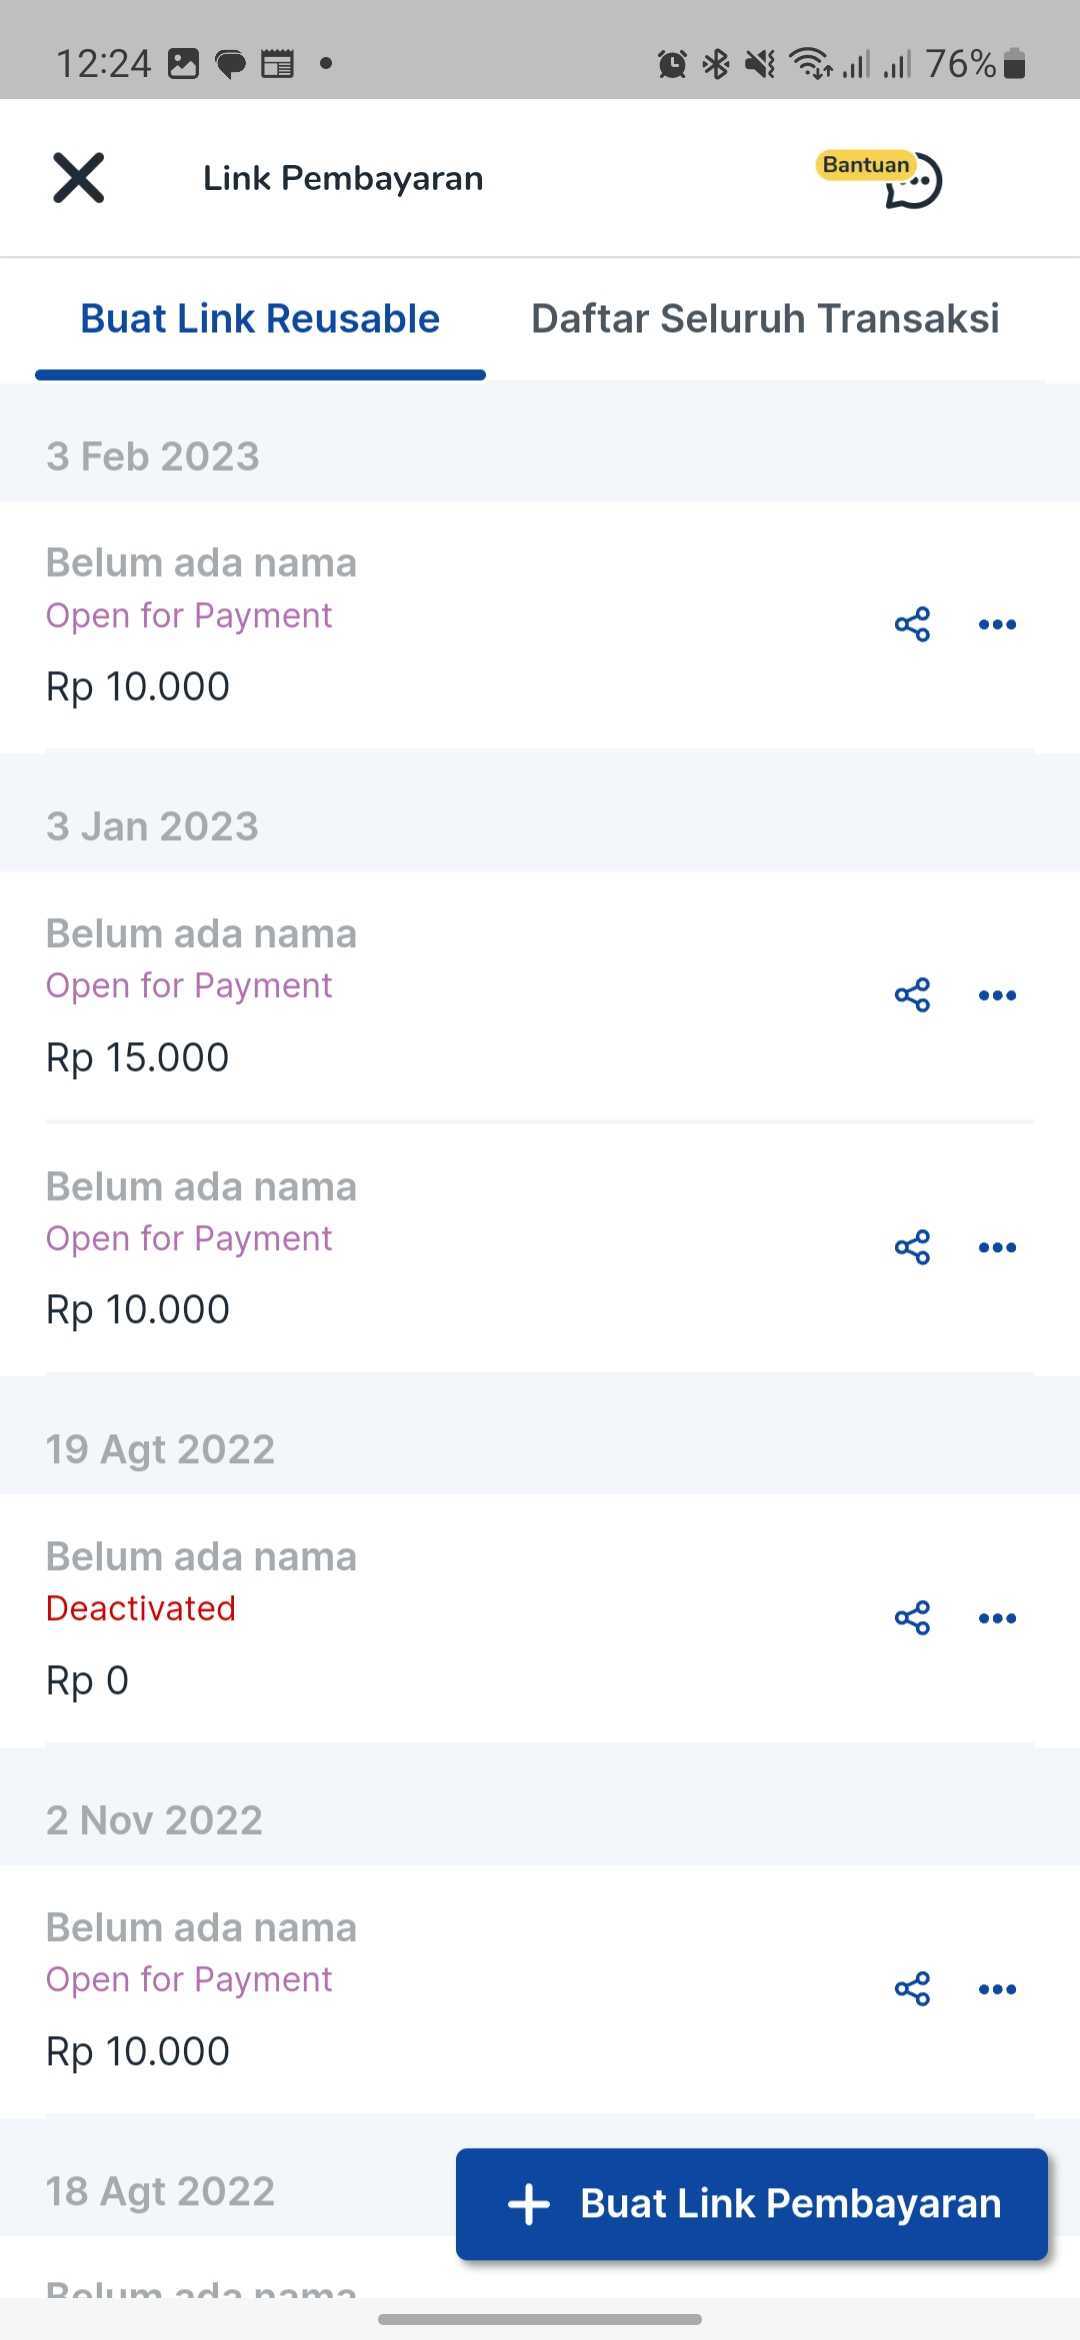 12:24
76%
Link Pembayaran
Bantuan
Buat Link Reusable
Daftar Seluruh Transaksi
3 Feb 2023
Belum ada nama
Open for Payment
Rp 10.000
3 Jan 2023
Belum ada nama
Open for Payment
Rp 15.000
Belum ada nama
Open for Payment
Rp 10.000
19 Agt 2022
Belum ada nama
Deactivated
Rp 0
2 Nov 2022
Belum ada nama
Open for Payment
Rp 10.000
18 Agt 2022
Buat Link Pembayaran
Belum ada nama